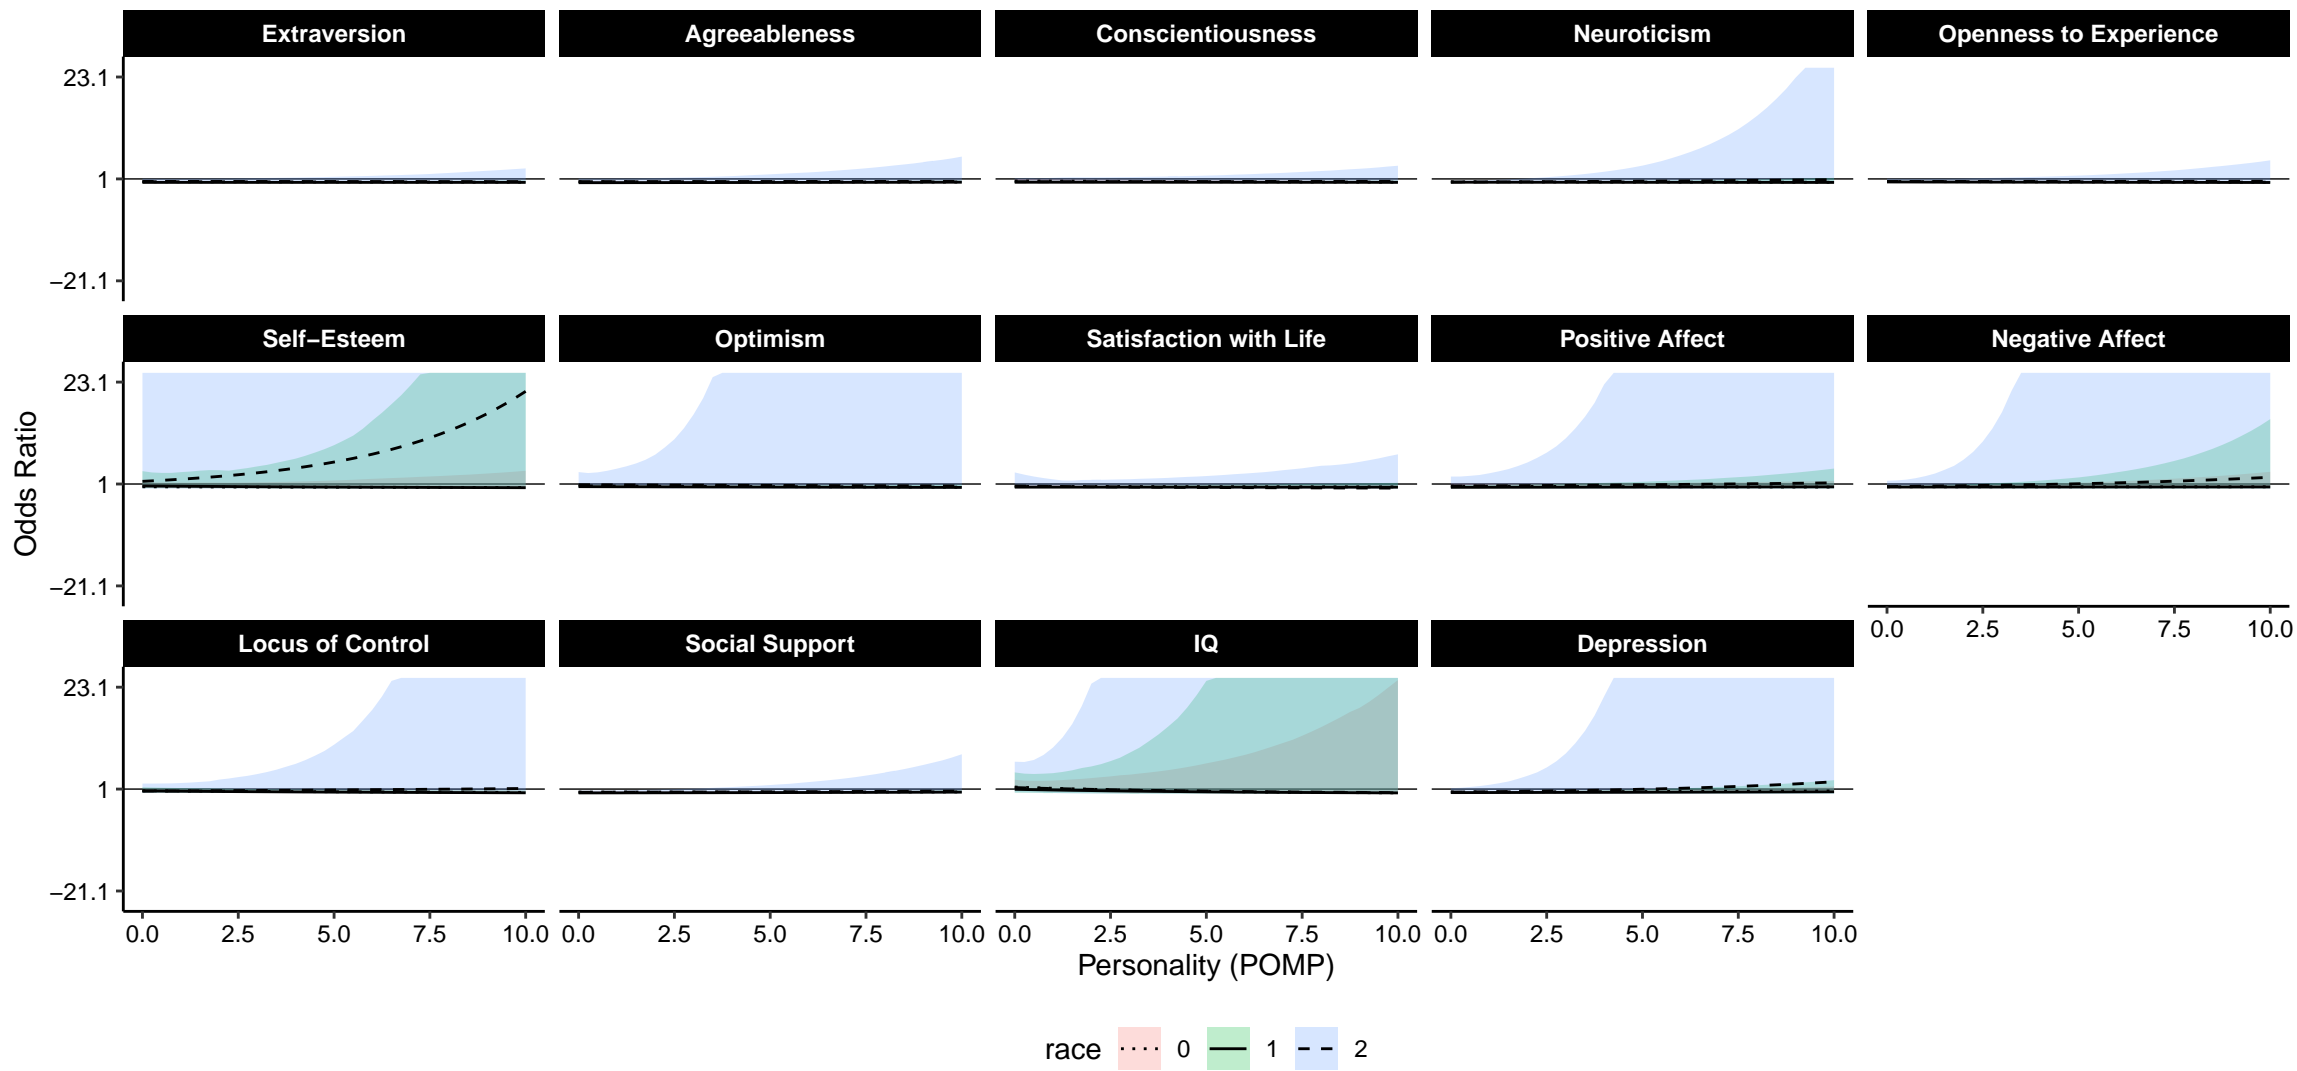 Extraversion Agreeableness Conscientiousness Neuroticism Openness to Experience
23.1
1
−21.1
Self−Esteem Optimism Satisfaction with Life Positive Affect Negative Affect
23.1
1
−21.1
0.0 2.5 5.0 7.5 10.0
Odds Ratio
Locus of Control Social Support IQ Depression
23.1
1
−21.1
0.0 2.5 5.0 7.5 10.0 0.0 2.5 5.0 7.5 10.0 0.0 2.5 5.0 7.5 10.0 0.0 2.5 5.0 7.5 10.0
Personality (POMP)
race 0 1 2